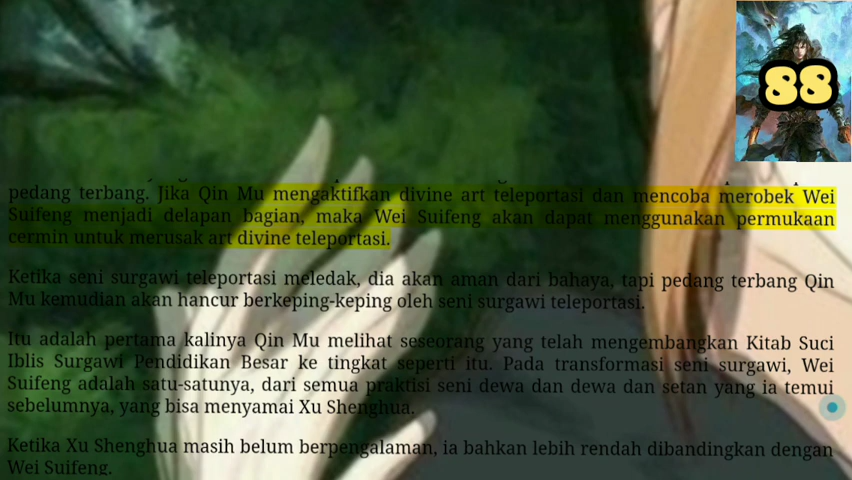 88
pedang terbang. Jika Qin Mu mengaktifkan divine art teleportasi dan mencoba merobek Wei
Suifeng menjadi delapan bagian, maka Wei Suifeng akan dapat menggunakan permukaan
cermin untuk merusak art divine teleportasi.
Ketika seni surgawi teleportasi meledak, dia akan aman dari bahaya, tapi pedang terbang Qin
Mu kemudian akan hancur berkeping-keping oleh seni surgawi teleportasi.
Itu adalah pertama kalinya Qin Mu melihat seseorang yang telah mengembangkan Kitab Suci
Iblis Surgawi Pendidikan Besar ke tingkat seperti itu. Pada transformasi seni surgawi, Wei
Suifeng adalah satu-satunya, dari semua praktisi seni dewa dan dewa dan setan yang ia temui
sebelumnya, yang bisa menyamai Xu Shenghua.
Ketika Xu Shenghua masih belum berpengalaman, ia bahkan lebih rendah dibandingkan dengan
Wei Suifeng.